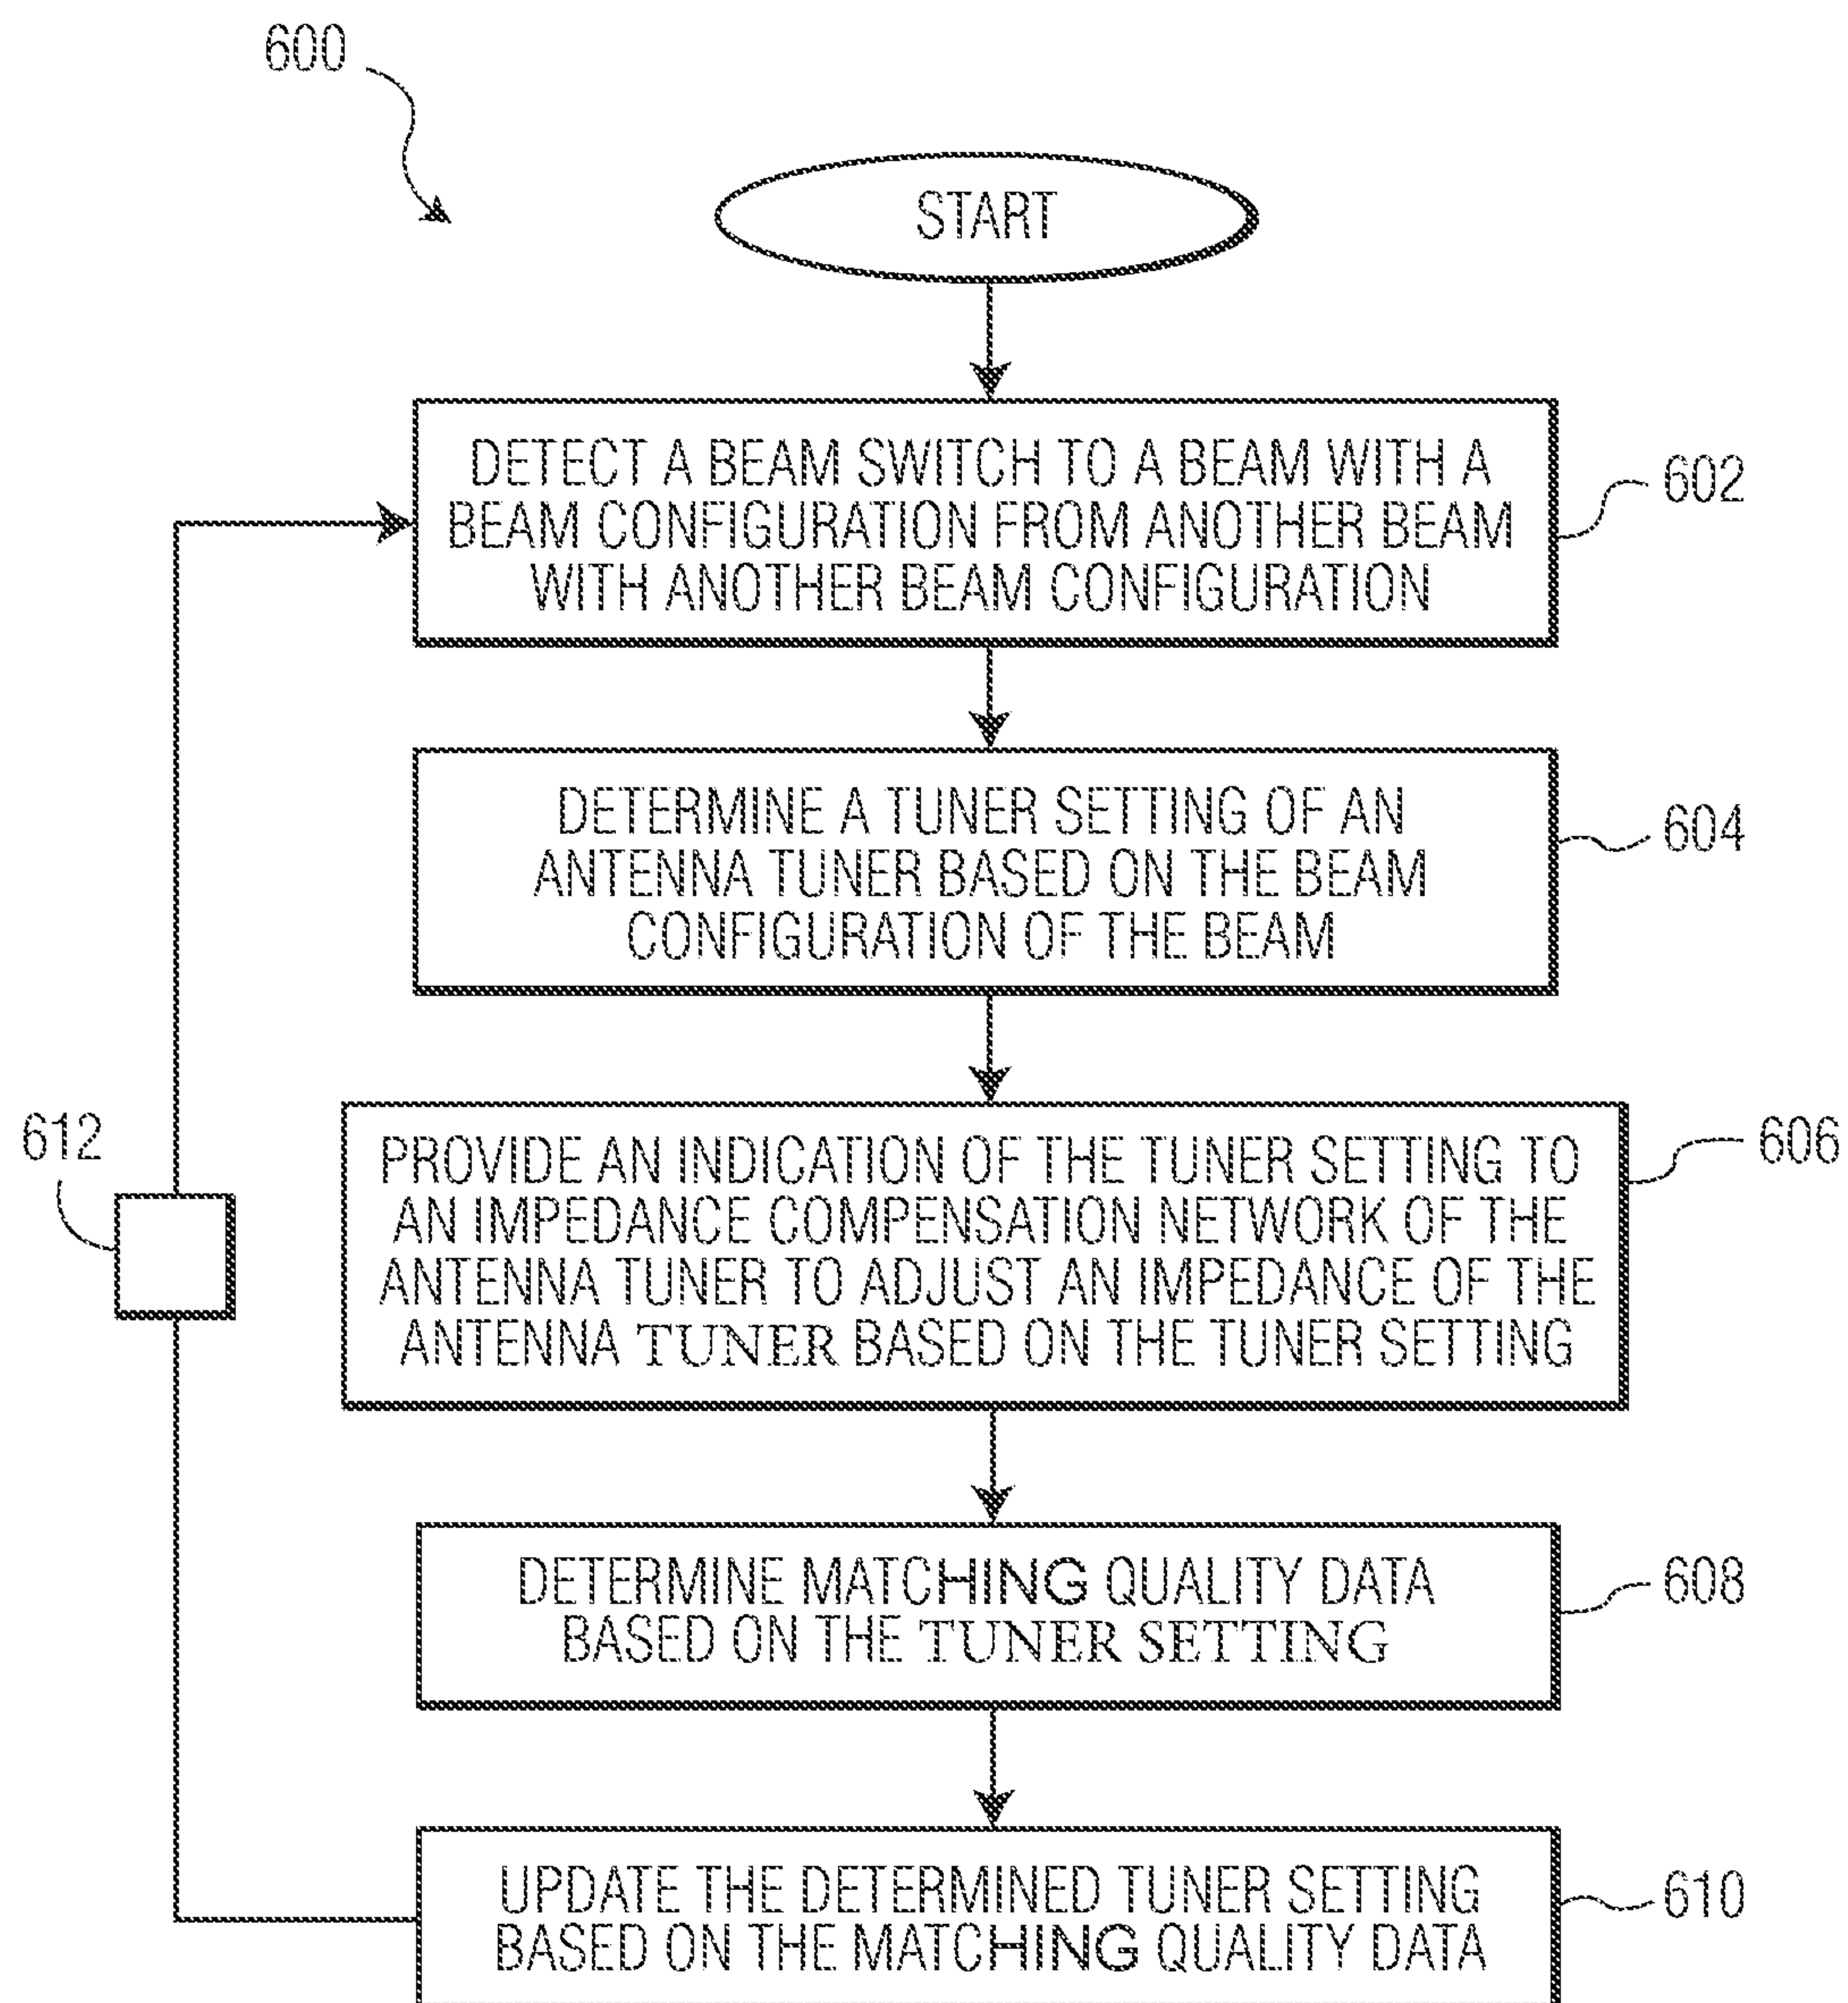 600
START
DETECT A BEAM SWITCH TO A BEAM WITH A
BEAM CONFIGURATION FROM ANOTHER BEAM
WITH ANOTHER BEAM CONFIGURATION
602
DETERMINE A TUNER SETTING OF AN
ANTENNA TUNER BASED ON THE BEAM
CONFIGURATION OF THE BEAM
604
PROVIDE AN INDICATION OF THE TUNER SETTING TO
AN IMPEDANCE COMPENSATION NETWORK OF THE
ANTENNA TUNER TO ADJUST AN IMPEDANCE OF THE
ANTENNA TUNER BASED ON THE TUNER SETTING
606
612
DETERMINE MATCHING QUALITY DATA
BASED ON THE TUNER SETTING
608
UPDATE THE DETERMINED TUNER SETTING
BASED ON THE MATCHING QUALITY DATA
610